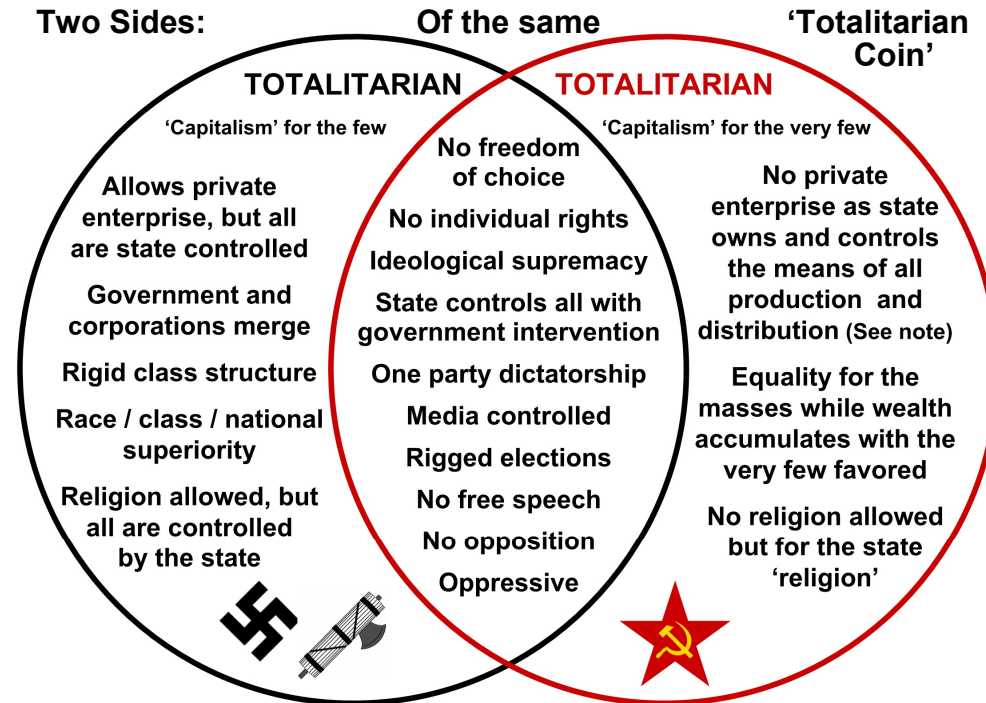 Two Sides:
Of the same
‘Totalitarian
Coin’
TOTALITARIAN
‘Capitalism’ for the few
Allows private
enterprise, but all
are state controlled
Government and
corporations merge
Rigid class structure
Race / class / national
superiority
Religion allowed, but
all are controlled
by the state
No freedom
of choice
No individual rights
Ideological supremacy
State controls all with
government intervention
One party dictatorship
Media controlled
Rigged elections
No free speech
No opposition
Oppressive
TOTALITARIAN
‘Capitalism’ for the very few
No private
enterprise as state
owns and controls
the means of all
production and
distribution (See note)
Equality for the
masses while wealth
accumulates with the
very few favored
No religion allowed
but for the state
‘religion’